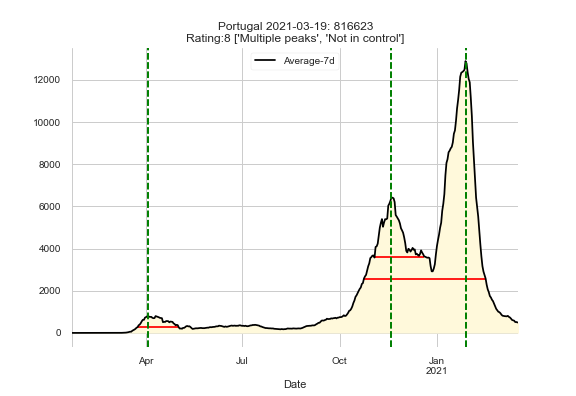 Portugal 2021-03-19: 816623
Rating:8 ['Multiple peaks', 'Not in control']
Average-7d
12000
10000
8000
6000
4000
2000
0
Apr Jul Oct Jan
2021
Date